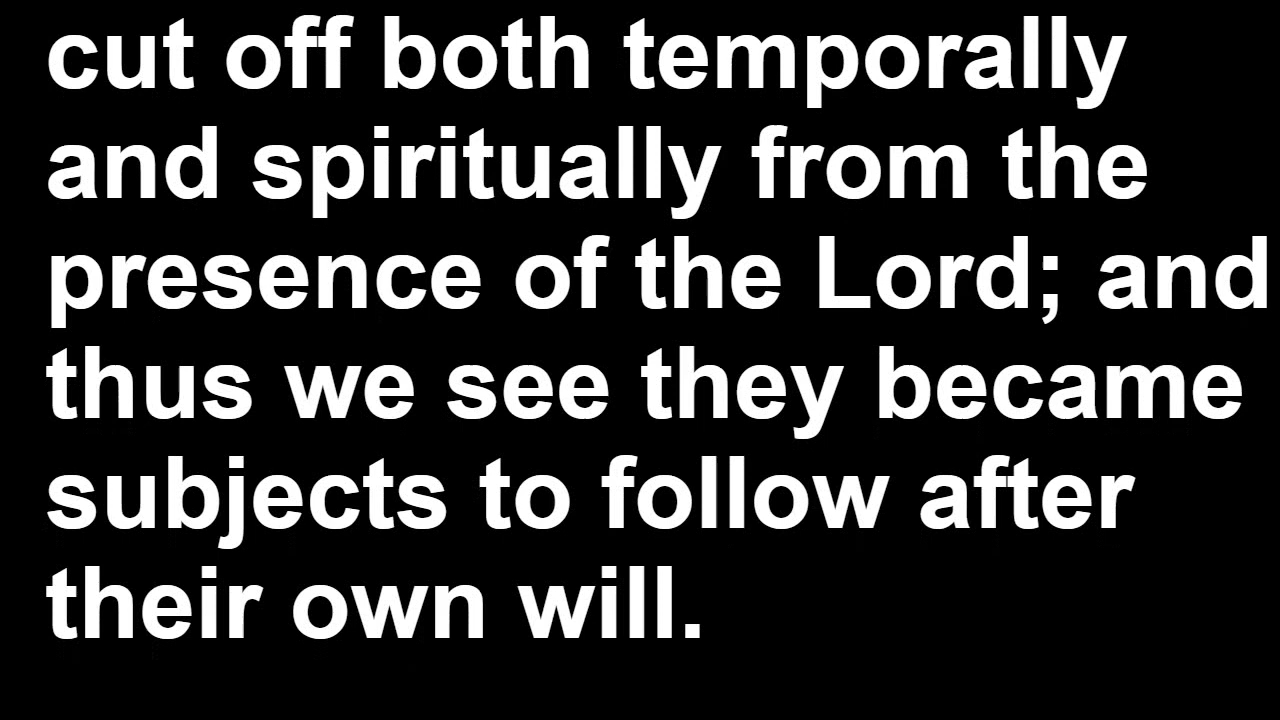 cut off both temporally
and spiritually from the
presence of the Lord; and
thus we see they became
subjects to follow after
their own will.